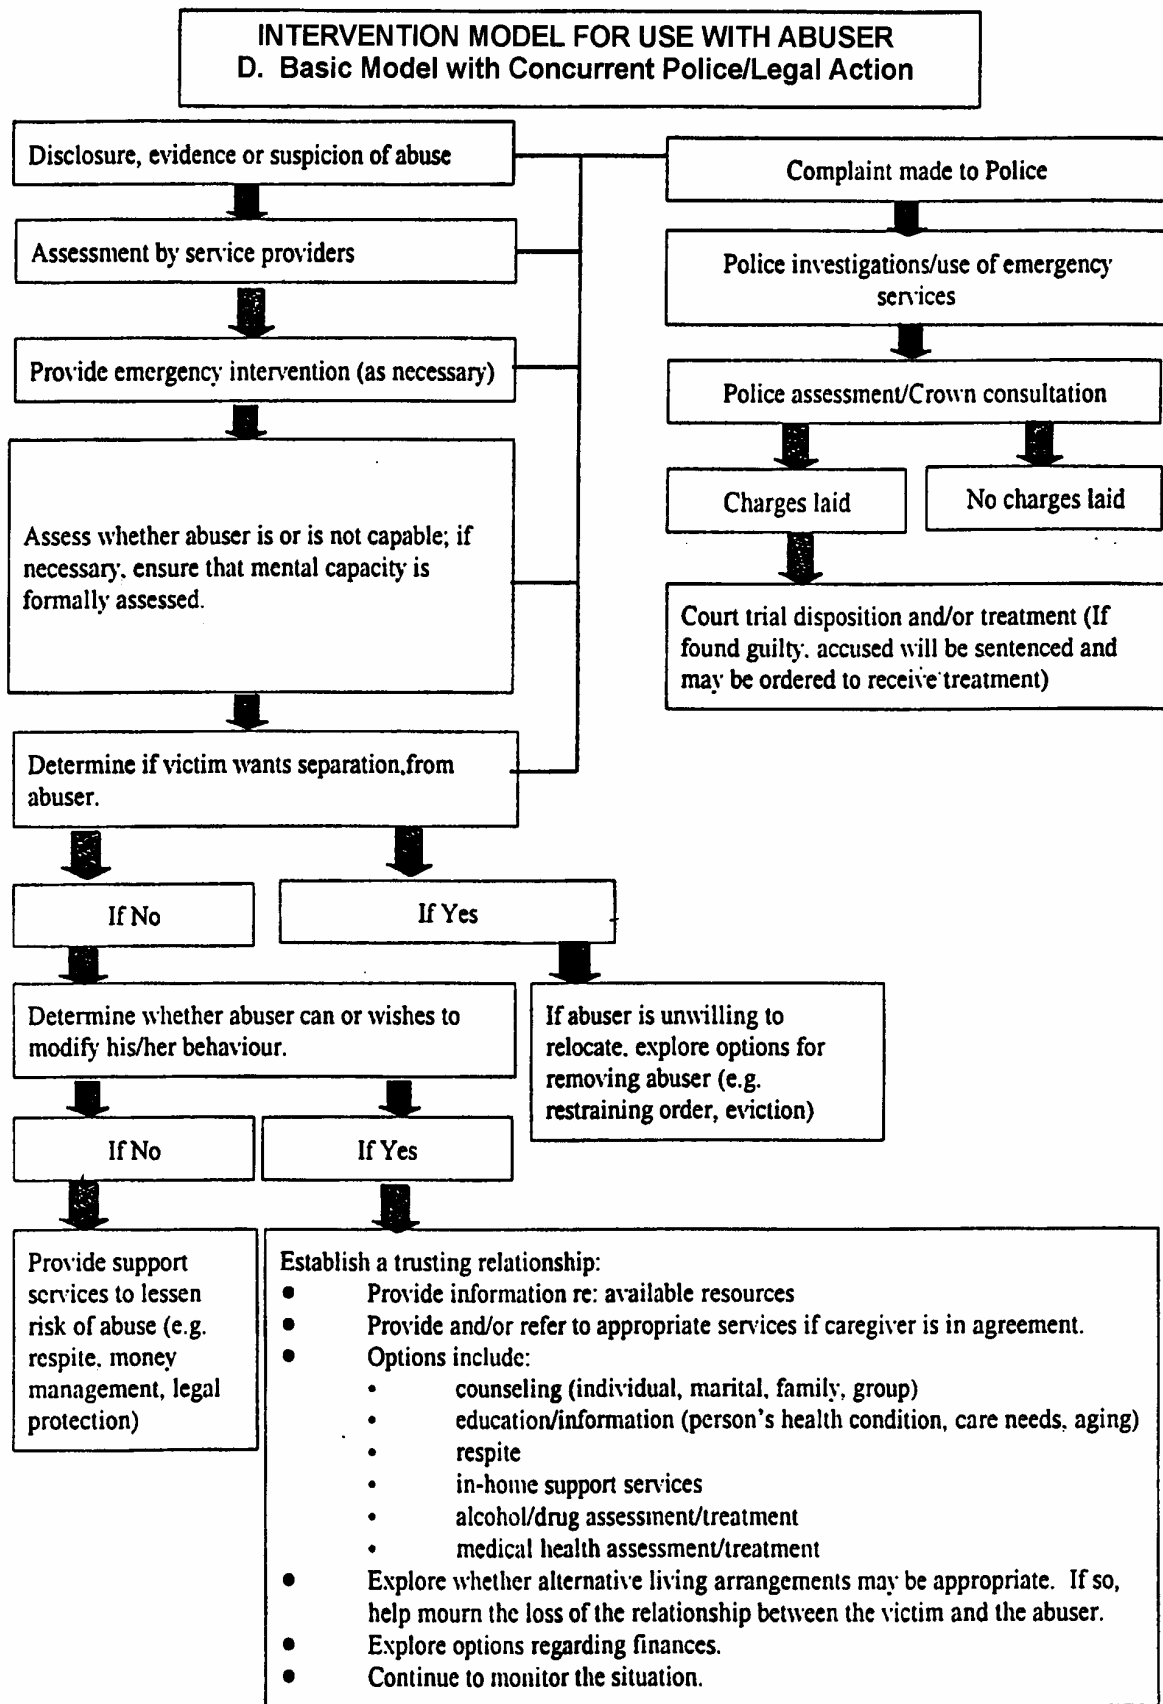 INTERVENTION MODEL FOR USE WITH ABUSER
D. Basic Model with Concurrent Police/Legal Action
Disclosure, evidence or suspicion of abuse
Assessment by service providers
Provide emergency intervention (as necessary)
Assess whether abuser is or is not capable; if
necessary, ensure that mental capacity is
formally assessed.
Determine if victim wants separation,from
abuser.
If No
If Yes
Determine whether abuser can or wishes to
modify his/her behaviour.
If abuser is unwilling to
relocate, explore options for
removing abuser (e.g.
restraining order, eviction)
If No
If Yes
Provide support
services to lessen
risk of abuse (e.g.
respite, money
management, legal
protection)
Establish a trusting relationship:
● Provide information re: available resources
● Provide and/or refer to appropriate services if caregiver is in agreement.
● Options include:
• counseling (individual, marital, family, group)
• education/information (person's health condition, care needs, aging)
• respite
• in-home support services
• alcohol/drug assessment/treatment
• medical health assessment/treatment
● Explore whether alternative living arrangements may be appropriate. If so,
help mourn the loss of the relationship between the victim and the abuser.
● Explore options regarding finances.
● Continue to monitor the situation.
Complaint made to Police
Police investigations/use of emergency
services
Police assessment/Crown consultation
Charges laid
No charges laid
Court trial disposition and/or treatment (If
found guilty, accused will be sentenced and
may be ordered to receive treatment)